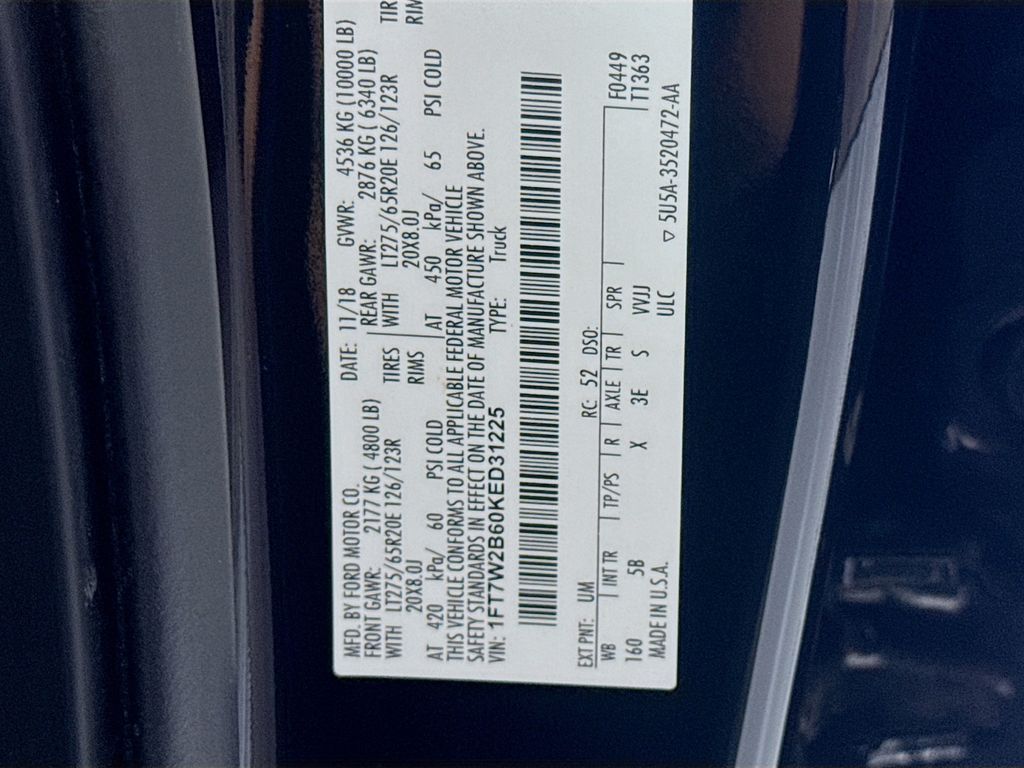 MFD. BY FORD MOTOR CO. DATE: 11/18 GVWR: 4536 KG (10000 LB)
FRONT GAWR: 2177 KG ( 4800 LB) REAR GAWR: 2876 KG ( 6340 LB)
WITH LT275/65R20E 126/123R TIRES WITH LT275/65R20E 126/123R TIR
20X8.0J RIMS 20X8.0J RIM
AT 420 kPa/ 60 PSI COLD AT 450 kPa/ 65 PSI COLD
THIS VEHICLE CONFORMS TO ALL APPLICABLE FEDERAL MOTOR VEHICLE
SAFETY STANDARDS IN EFFECT ON THE DATE OF MANUFACTURE SHOWN ABOVE.
VIN: 1FT7W2B60KED31225 TYPE: Truck
EXT PNT: UM RC: 52 DSO:
WB INT TR TP/PS R AXLE TR SPR F0449
160 5B X 3E S WJJ T1363
MADE IN U.S.A. ULC
▽ 5U5A-3520472-AA